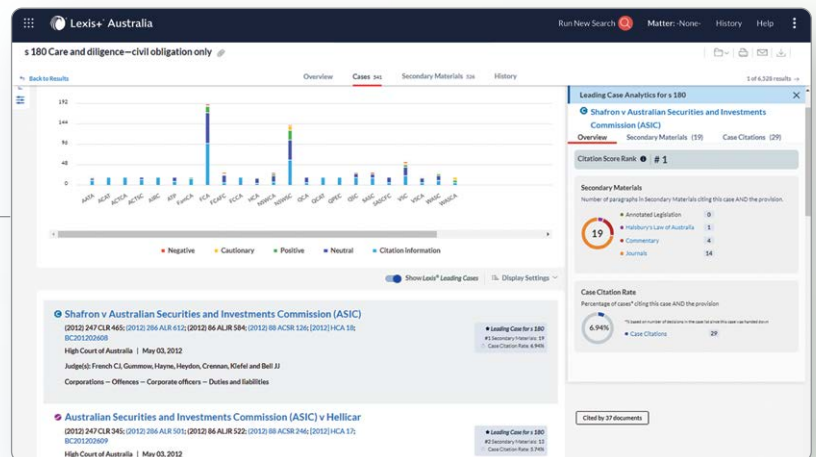 Lexis+® Australia
Run New Search
Matter: -None-
History
Help
s 180 Care and diligence—civil obligation only
Back to Results
Overview
Cases 341
Secondary Materials
History
1 of 6,328 results
192
144
96
48
0
AATA ACAT ACTCA ACTSC AIRC ATP FamCA FCA FCAFC FCCA HCA NSWCA NSWSC QCA QCAT QPEC QSC SASC SASCFC VSC VSCA WASC WASCA
Negative
Cautionary
Positive
Neutral
Citation information
Show Lexis® Leading Cases
Display Settings
Shafron v Australian Securities and Investments Commission (ASIC)
(2012) 247 CLR 465; (2012) 286 ALR 612; (2012) 86 ALJR 584; (2012) 88 ACSR 126; [2012] HCA 18;
BC201202608
High Court of Australia | May 03, 2012
Judge(s): French CJ, Gummow, Hayne, Heydon, Crennan, Kiefel and Bell JJ
Corporations — Offences — Corporate officers — Duties and liabilities
Leading Case for s 180
#1 Secondary Materials 19
Case Citation Rate: 6.94%
Australian Securities and Investments Commission (ASIC) v Hellicar
(2012) 247 CLR 345; (2012) 286 ALR 501; (2012) 86 ALJR 522; (2012) 88 ACSR 246; [2012] HCA 17;
BC201202609
High Court of Australia | May 03, 2012
Leading Case for s 180
#2 Secondary Materials 13
Case Citation Rate: 5.74%
Leading Case Analytics for s 180
Shafron v Australian Securities and Investments
Commission (ASIC)
Overview
Secondary Materials (19)
Case Citations (29)
Citation Score Rank # 1
Secondary Materials
Number of paragraphs in Secondary Materials citing this case AND the provision.
19
Annotated Legislation 0
Halsbury's Law of Australia 1
Commentary 4
Journals 14
Case Citation Rate
Percentage of cases* citing this case AND the provision
6.94%
Case Citations 29
Cited by 37 documents